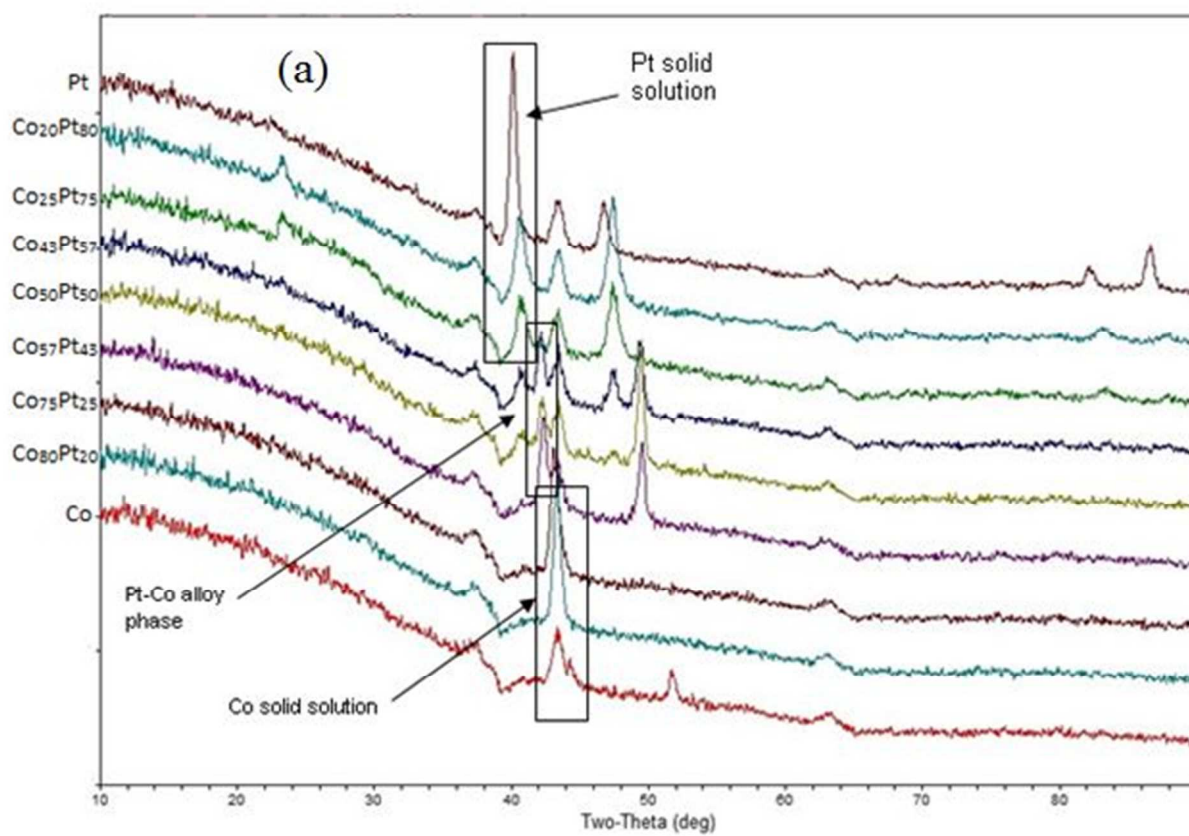 (a)
Pt solid
solution
Pt
Co₂₀Pt₈₀
Co₂₅Pt₇₅
Co₄₃Pt₅₇
Co₅₀Pt₅₀
Co₅₇Pt₄₃
Co₇₅Pt₂₅
Co₈₀Pt₂₀
Co
Pt-Co alloy
phase
Co solid solution
10 20 30 40 50 60 70 80
Two-Theta (deg)